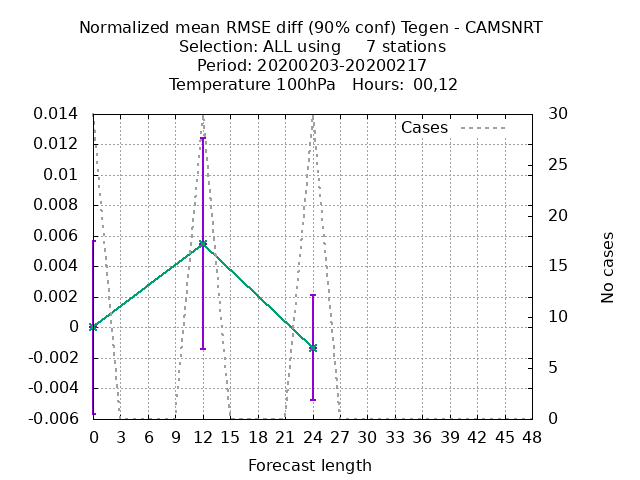 Normalized mean RMSE diff (90% conf) Tegen - CAMSNRT
Selection: ALL using     7 stations
Period: 20200203-20200217
Temperature 100hPa   Hours: 00,12
0.014
0.012
0.01
0.008
0.006
0.004
0.002
0
-0.002
-0.004
-0.006
Cases
30
25
20
15
10
5
0
No cases
0 3 6 9 12 15 18 21 24 27 30 33 36 39 42 45 48
Forecast length